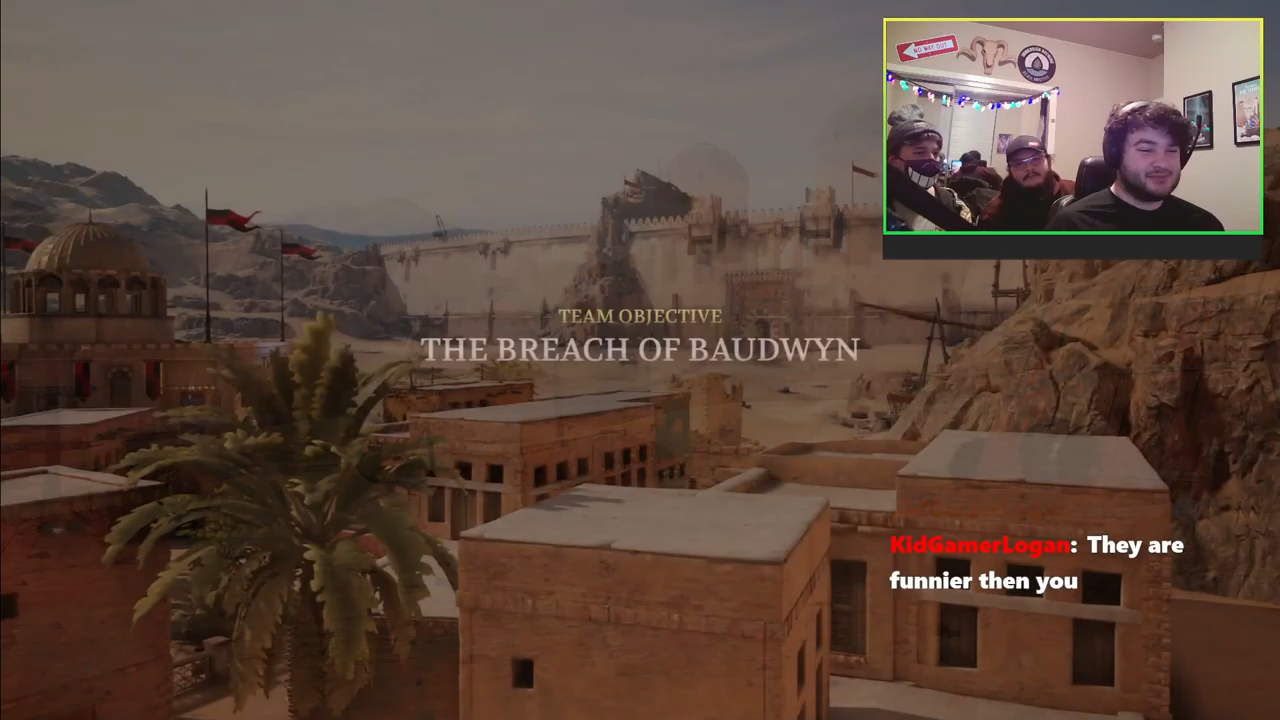 NO WAY OUT
TEAM OBJECTIVE
THE BREACH OF BAUDWYN
KidGamerLogan: They are
funnier then you